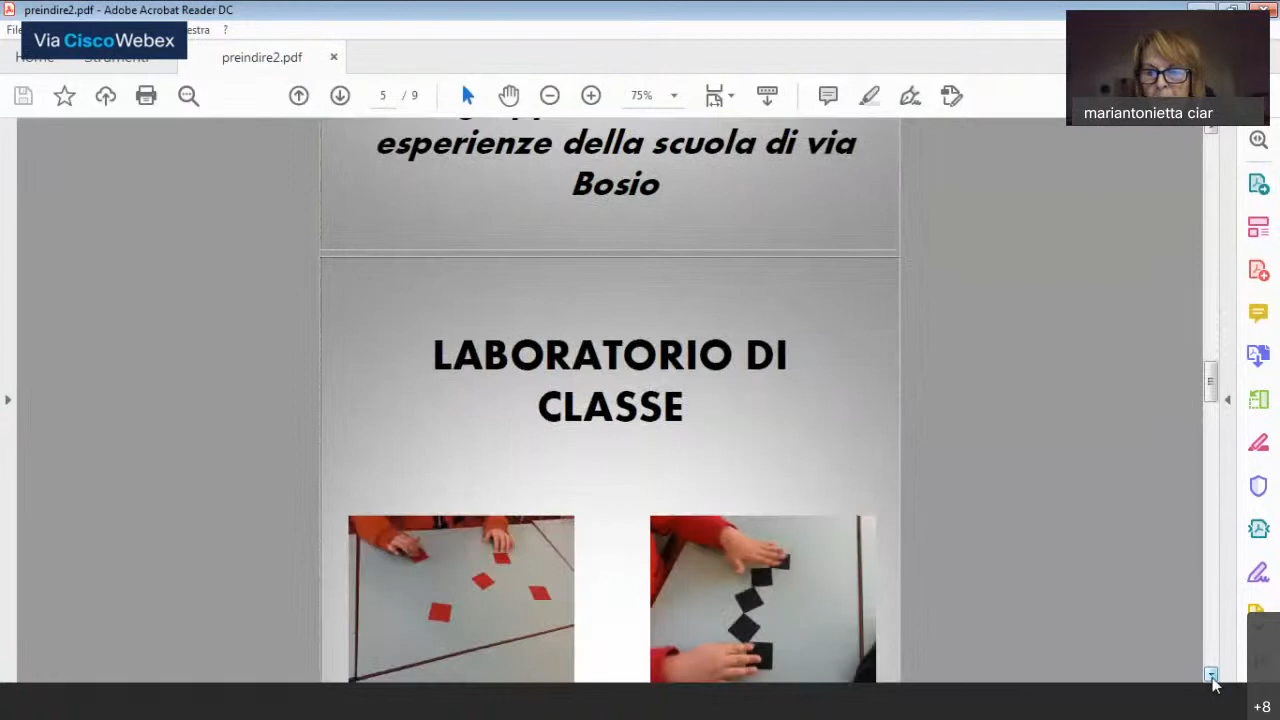 preindire2.pdf - Adobe Acrobat Reader DC
?
Via CiscoWebex
preindire2.pdf
5 / 9
75%
mariantonietta ciar
esperienze della scuola di via
Bosio
LABORATORIO DI
CLASSE
+8